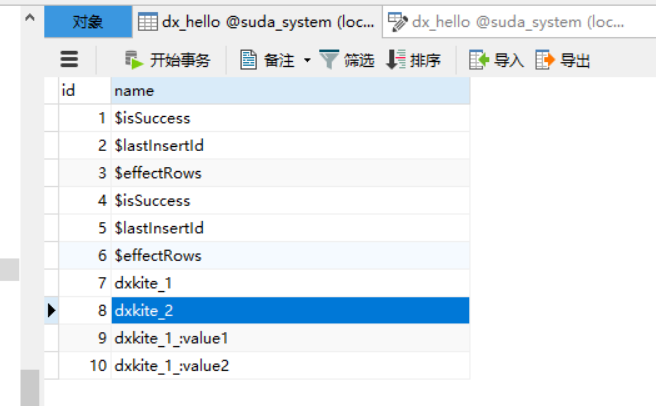 对象 dx_hello @suda_system (loc... dx_hello @suda_system (loc...
开始事务 备注 筛选 排序 导入 导出
id name
1 $isSuccess
2 $lastInsertId
3 $effectRows
4 $isSuccess
5 $lastInsertId
6 $effectRows
7 dxkite_1
8 dxkite_2
9 dxkite_1_:value1
10 dxkite_1_:value2